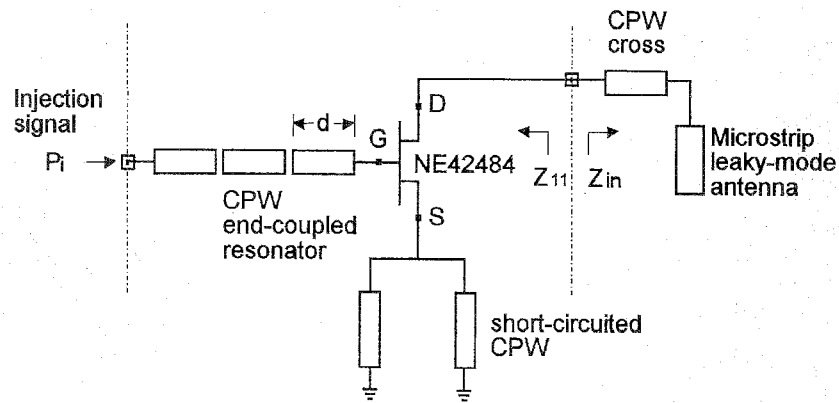 CPW
cross
Injection
signal
Pi
d
G
D
NE42484
S
Z11
Zin
Microstrip
leaky-mode
antenna
CPW
end-coupled
resonator
short-circuited
CPW